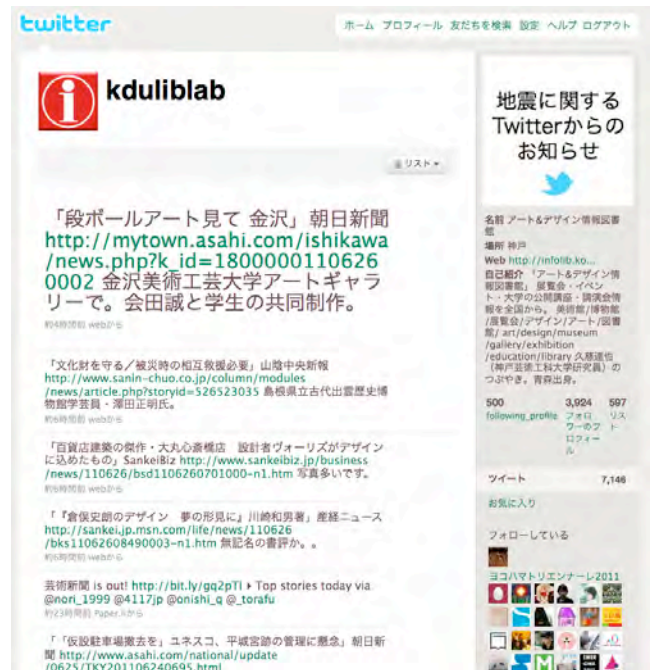 twitter
ホーム プロフィール 友だちを検索 設定 ヘルプ ログアウト
kduliblab
リスト
「段ボールアート見て 金沢」朝日新聞
http://mytown.asahi.com/ishikawa
/news.php?k_id=1800000110626
0002 金沢美術工芸大学アートギャラ
リーで。会田誠と学生の共同制作。
約4時間前 webから
「文化財を守る／被災時の相互救援必要」山陰中央新報
http://www.sanin-chuo.co.jp/column/modules
/news/article.php?storyid=526523035 島根県立古代出雲歴史博
物館学芸員・澤田正明氏。
約6時間前 webから
「百貨店建築の傑作・大丸心斎橋店　設計者ヴォーリズがデザイン
に込めたもの」SankeiBiz http://www.sankeibiz.jp/business
/news/110626/bsd1106260701000-n1.htm 写真多いです。
約6時間前 webから
「『倉俣史朗のデザイン　夢の形見に』川崎和男著」産経ニュース
http://sankei.jp.msn.com/life/news/110626
/bks11062608490003-n1.htm 無記名の書評か。。
約6時間前 webから
芸術新聞 is out! http://bit.ly/gq2pTl ▸ Top stories today via
@nori_1999 @4117jp @onishi_q @_torafu
約23時間前 Paper.liから
「「仮設駐車場撤去を」ユネスコ、平城宮跡の管理に懸念」朝日新
聞 http://www.asahi.com/national/update
/0625/TKY201106240695.html
地震に関する
Twitterからの
お知らせ
名前 アート&デザイン情報図書
館
場所 神戸
Web http://infolib.ko...
自己紹介 「アート&デザイン情
報図書館」 展覧会・イベン
ト・大学の公開講座・講演会情
報を全国から。 美術館/博物館
/展覧会/デザイン/アート/図書
館/ art/design/museum
/gallery/exhibition
/education/library 久慈達也
（神戸芸術工科大学研究員）の
つぶやき。青森出身。
500 3,924 597
following_profile フォロ リス
ワーのプ ト
ロフィー
ル
ツイート 7,146
お気に入り
フォローしている
ヨコハマトリエンナーレ2011